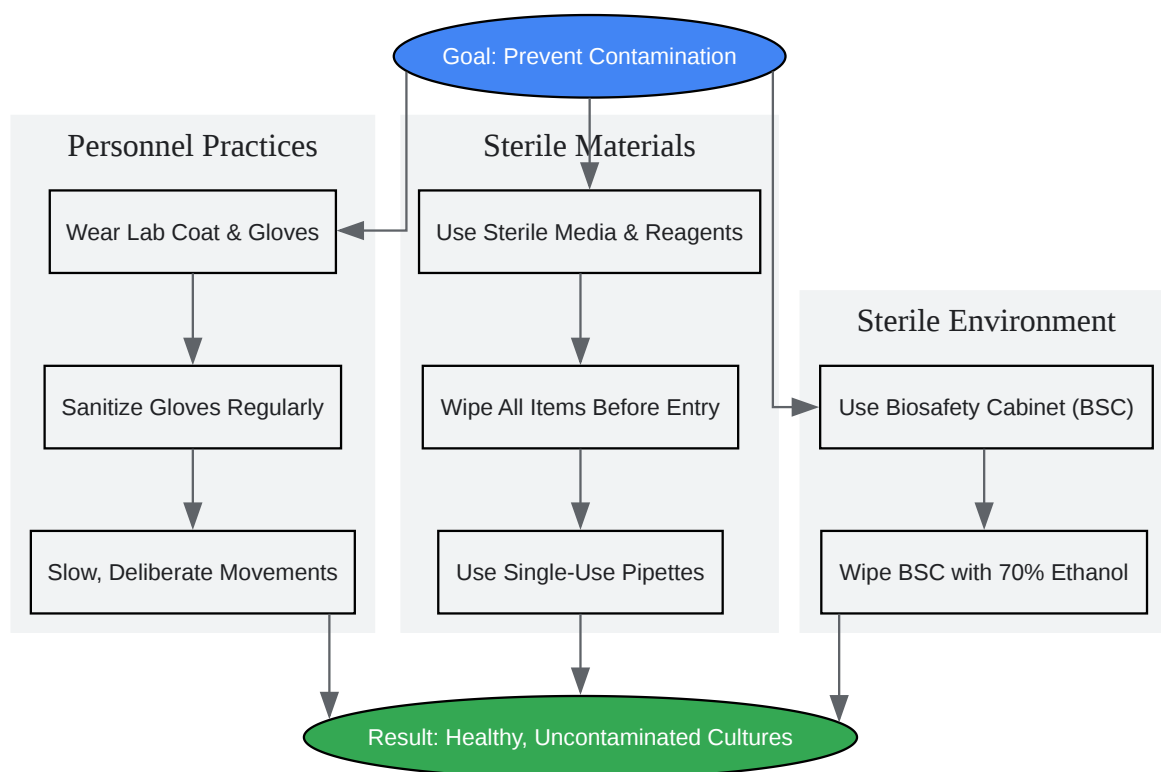 Goal: Prevent Contamination
Personnel Practices
Wear Lab Coat & Gloves
Sanitize Gloves Regularly
Slow, Deliberate Movements
Sterile Materials
Use Sterile Media & Reagents
Wipe All Items Before Entry
Use Single-Use Pipettes
Sterile Environment
Use Biosafety Cabinet (BSC)
Wipe BSC with 70% Ethanol
Result: Healthy, Uncontaminated Cultures